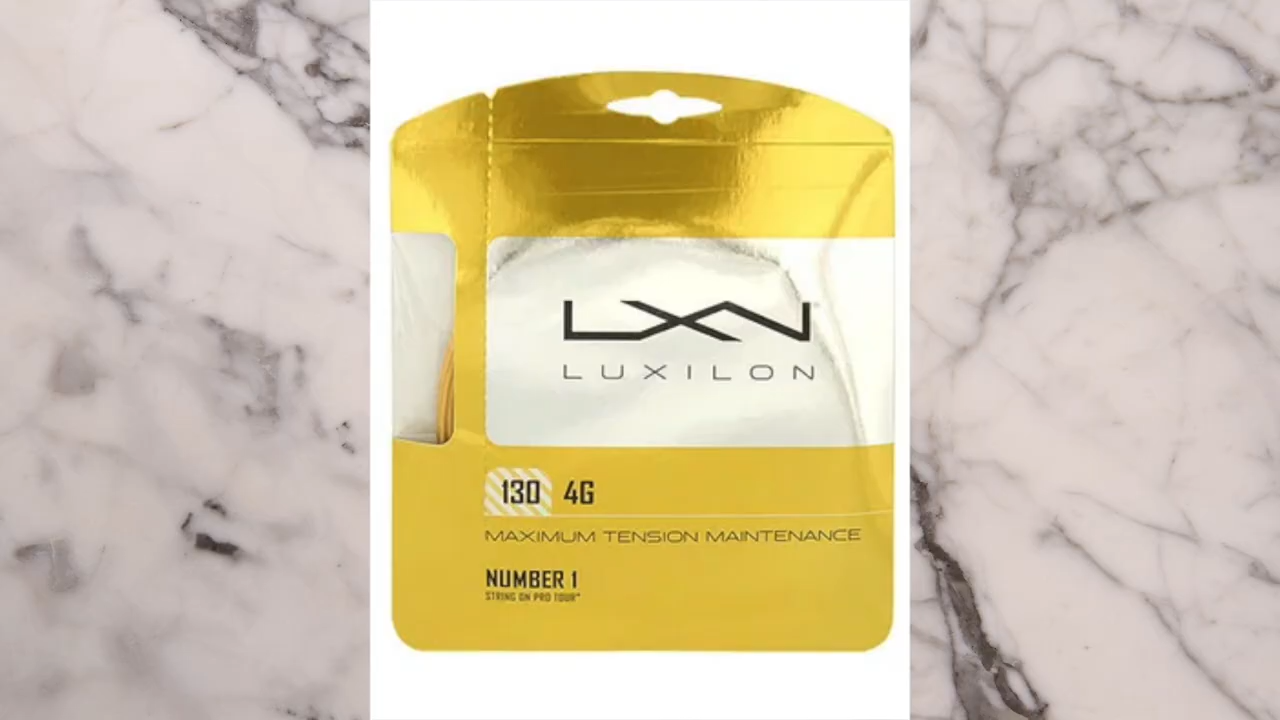 LXN
LUXILON
130 4G
MAXIMUM TENSION MAINTENANCE
NUMBER 1
STRING ON PRO TOUR*